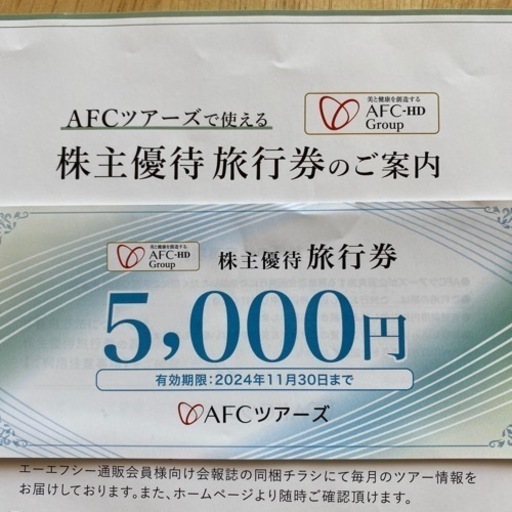 AFCツアーズで使える
美と健康を創造する
AFC-HD
Group
株主優待 旅行券のご案内
美と健康を創造する
AFC-HD
Group
株主優待 旅行券
5,000円
有効期限:2024年11月30日まで
AFCツアーズ
エーエフシー通販会員様向け会報誌の同梱チラシにて毎月のツアー情報を
お届けしております。また、ホームページより随時ご確認頂けます。